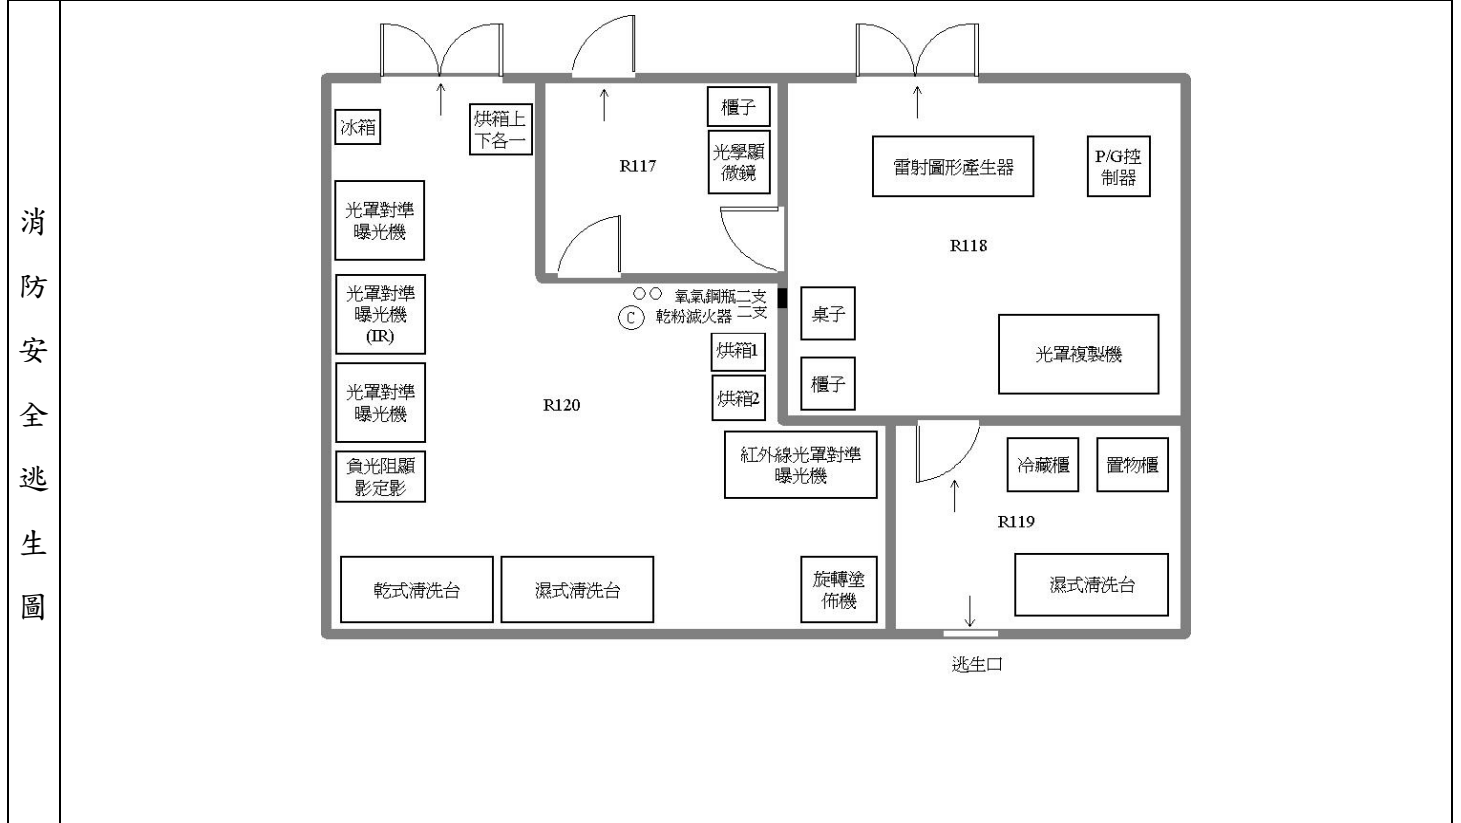 消防安全逃生圖
冰箱
烘箱上
下各一
櫃子
光學顯
微鏡
R117
雷射圖形產生器
P/G控
制器
光罩對準
曝光機
R118
光罩對準
曝光機
(IR)
氧氣鋼瓶二支
C
乾粉滅火器 二支
桌子
光罩複製機
烘箱1
櫃子
烘箱2
光罩對準
曝光機
R120
紅外線光罩對準
曝光機
負光阻顯
影定影
冷藏櫃
置物櫃
R119
乾式清洗台
濕式清洗台
旋轉塗
佈機
濕式清洗台
逃生口